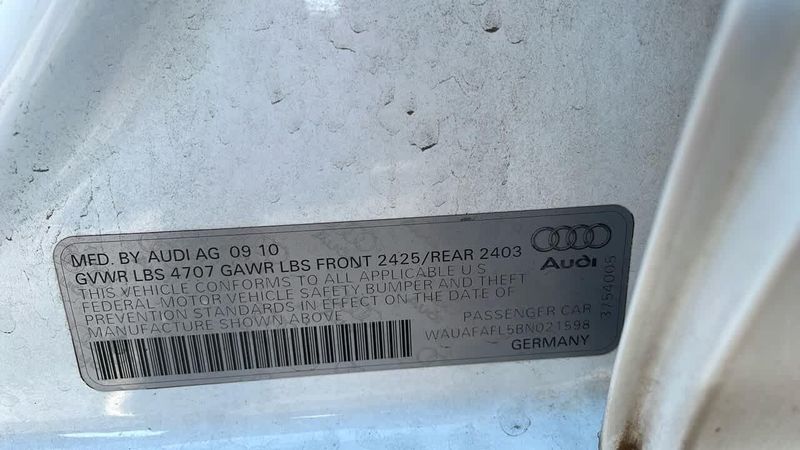 MFD. BY AUDI AG 09 10
GVWR LBS 4707 GAWR LBS FRONT 2425/REAR 2403
THIS VEHICLE CONFORMS TO ALL APPLICABLE U S
FEDERAL MOTOR VEHICLE SAFETY, BUMPER AND THEFT
PREVENTION STANDARDS IN EFFECT ON THE DATE OF
MANUFACTURE SHOWN ABOVE
Audi
PASSENGER CAR
WAUAFAFL5BN021598
GERMANY
3754005